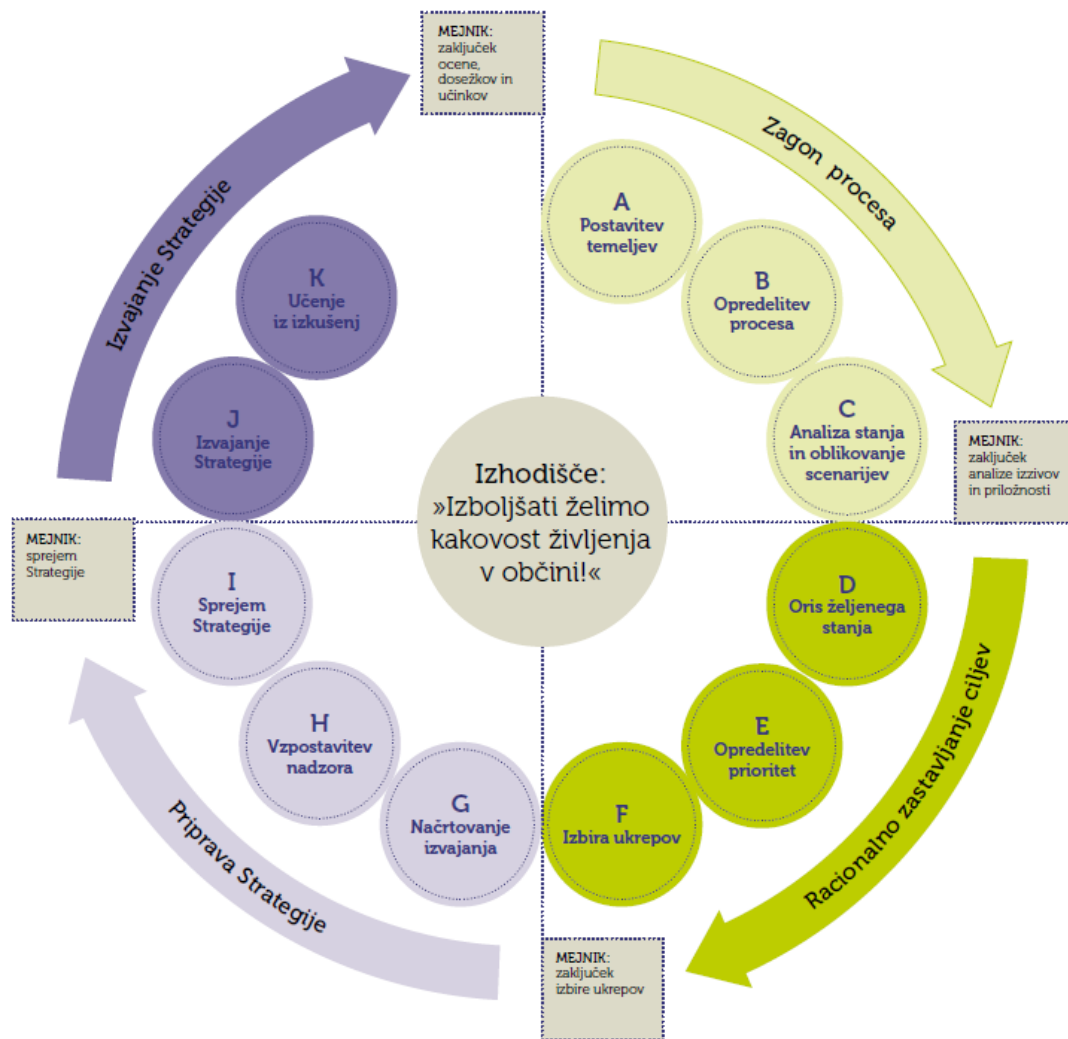 MEJNIK:
zaključek
ocene,
dosežkov in
učinkov
Zagon procesa
A
Postavitev
temeljev
B
Opredelitev
procesa
C
Analiza stanja
in oblikovanje
scenarijev
MEJNIK:
zaključek
analize izzivov
in priložnosti
Izhodišče:
»Izboljšati želimo
kakovost življenja
v občini!«
D
Oris željenega
stanja
E
Opredelitev
prioritet
F
Izbira ukrepov
Racionalno zastavljanje ciljev
MEJNIK:
zaključek
izbire ukrepov
G
Načrtovanje
izvajanja
H
Vzpostavitev
nadzora
I
Sprejem
Strategije
Priprava Strategije
MEJNIK:
sprejem
Strategije
J
Izvajanje
Strategije
K
Učenje
iz izkušenj
Izvajanje Strategije